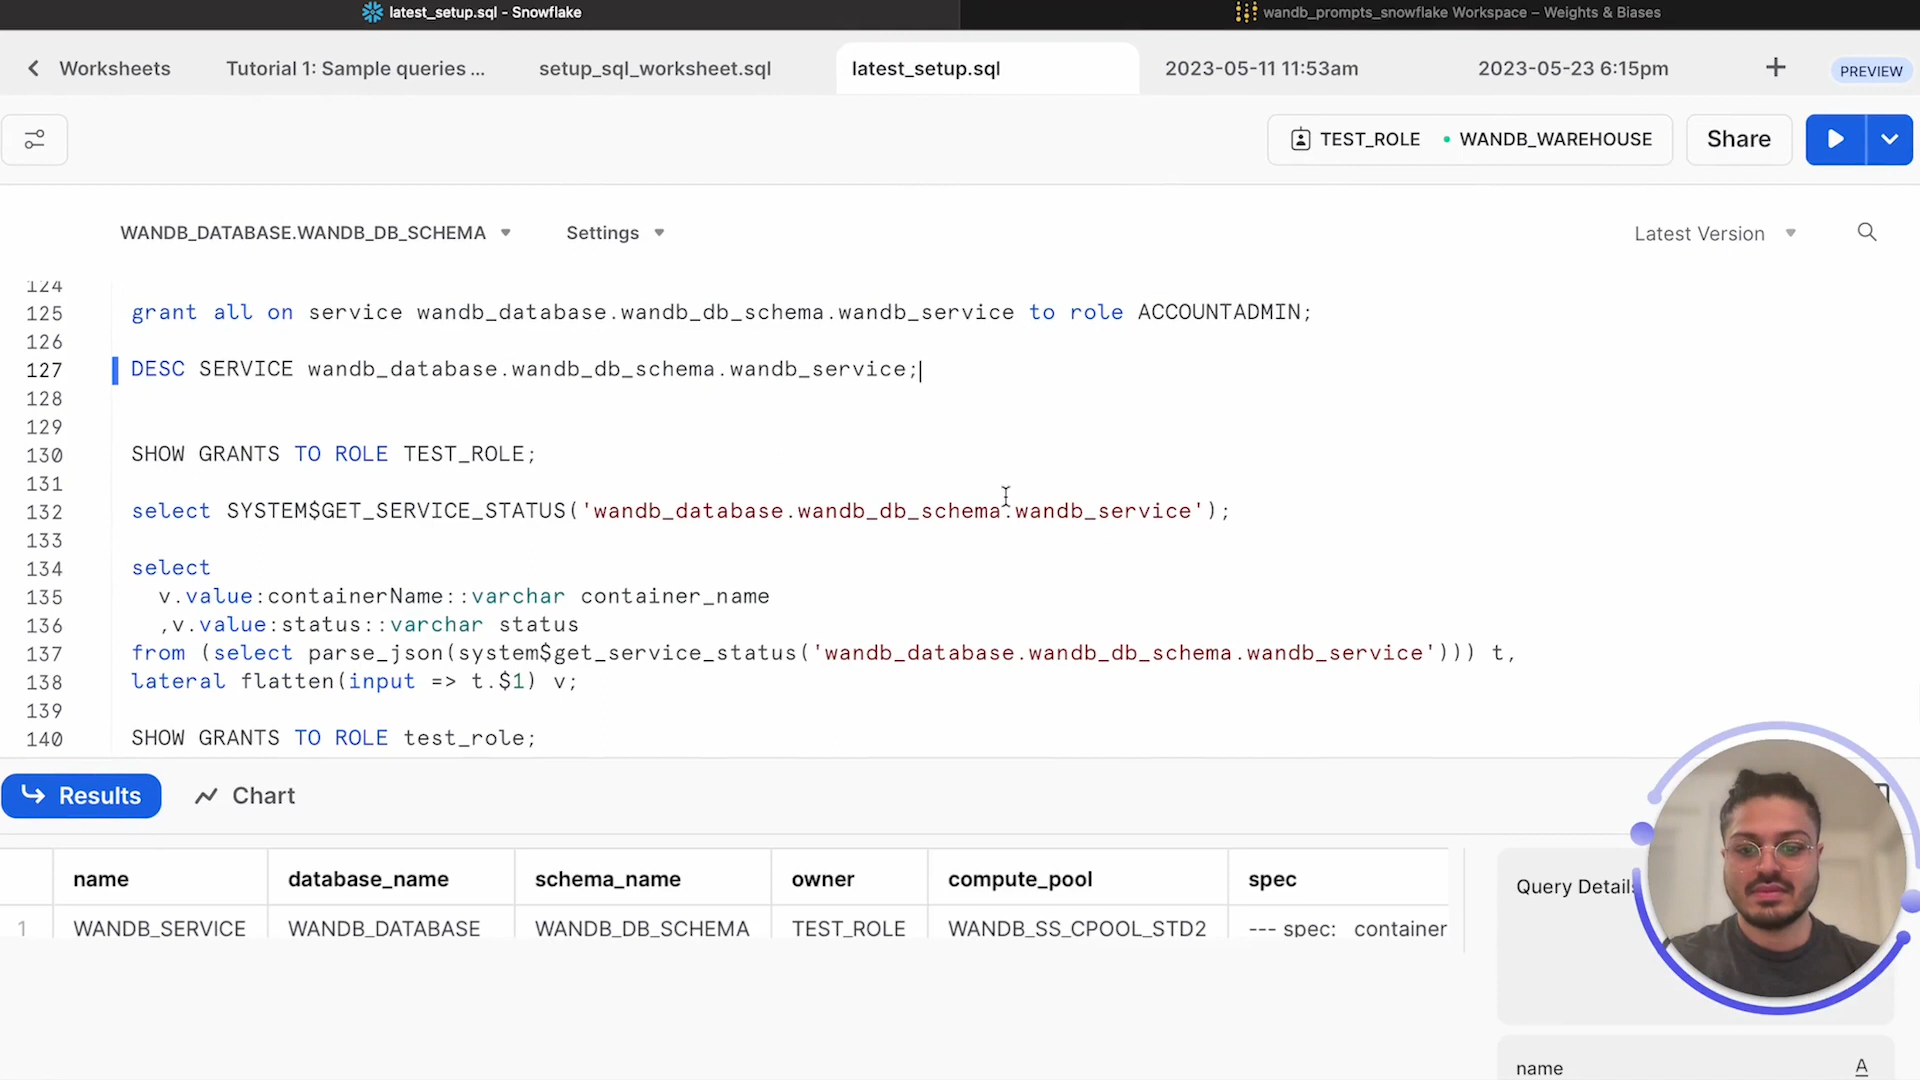 latest_setup.sql - Snowflake
wandb_prompts_snowflake Workspace – Weights & Biases
Worksheets
Tutorial 1: Sample queries ...
setup_sql_worksheet.sql
latest_setup.sql
2023-05-11 11:53am
2023-05-23 6:15pm
PREVIEW
TEST_ROLE
WANDB_WAREHOUSE
Share
WANDB_DATABASE.WANDB_DB_SCHEMA
Settings
Latest Version
124
125 grant all on service wandb_database.wandb_db_schema.wandb_service to role ACCOUNTADMIN;
126
127 DESC SERVICE wandb_database.wandb_db_schema.wandb_service;
128
129
130 SHOW GRANTS TO ROLE TEST_ROLE;
131
132 select SYSTEM$GET_SERVICE_STATUS('wandb_database.wandb_db_schema.wandb_service');
133
134 select
135 v.value:containerName::varchar container_name
136 ,v.value:status::varchar status
137 from (select parse_json(system$get_service_status('wandb_database.wandb_db_schema.wandb_service'))) t,
138 lateral flatten(input => t.$1) v;
139
140 SHOW GRANTS TO ROLE test_role;
Results
Chart
name database_name schema_name owner compute_pool spec
1 WANDB_SERVICE WANDB_DATABASE WANDB_DB_SCHEMA TEST_ROLE WANDB_SS_CPOOL_STD2 --- spec: container
Query Details
name
A